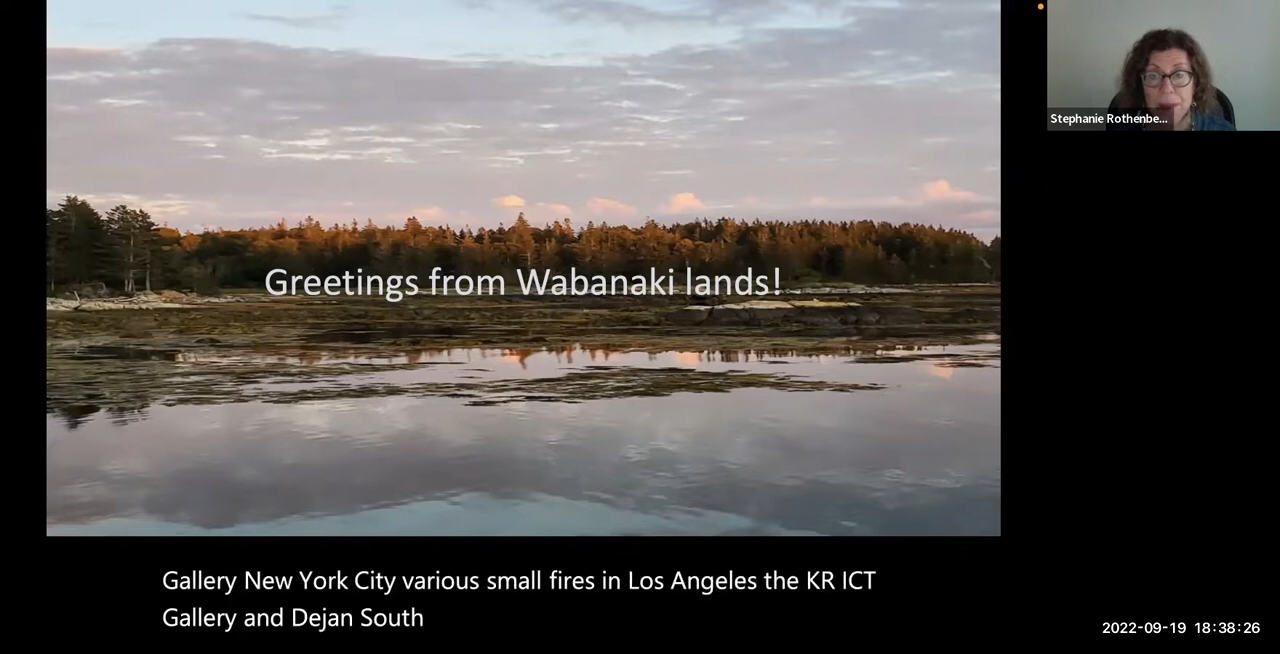 Stephanie Rothenbe...
Greetings from Wabanaki lands!
Gallery New York City various small fires in Los Angeles the KR ICT
Gallery and Dejan South
2022-09-19 18:38:26